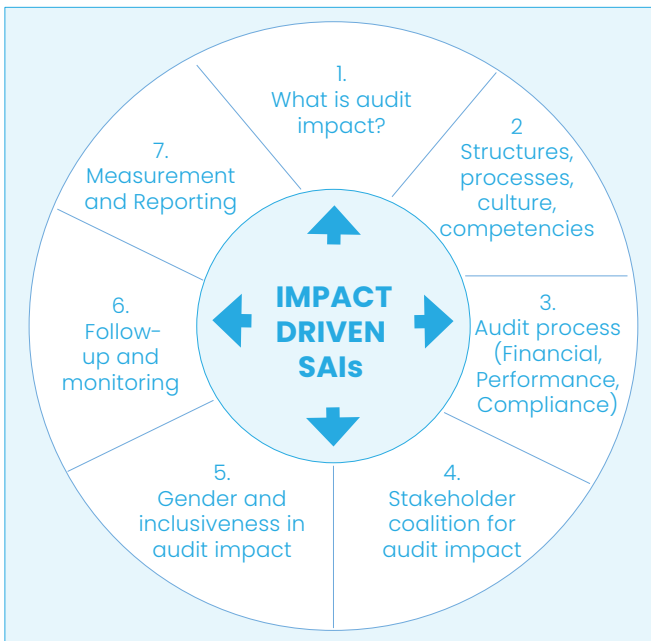 1.
What is audit
impact?
2
Structures,
processes,
culture,
competencies
3.
Audit process
(Financial,
Performance,
Compliance)
4.
Stakeholder
coalition for
audit impact
5.
Gender and
inclusiveness in
audit impact
6.
Follow-
up and
monitoring
7.
Measurement
and Reporting
IMPACT
DRIVEN
SAIs